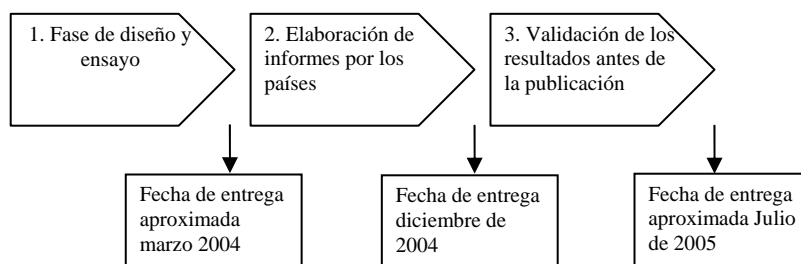 1. Fase de diseño y
ensayo
2. Elaboración de
informes por los
países
3. Validación de los
resultados antes de
la publicación
Fecha de entrega
aproximada
marzo 2004
Fecha de entrega
diciembre de
2004
Fecha de entrega
aproximada Julio
de 2005